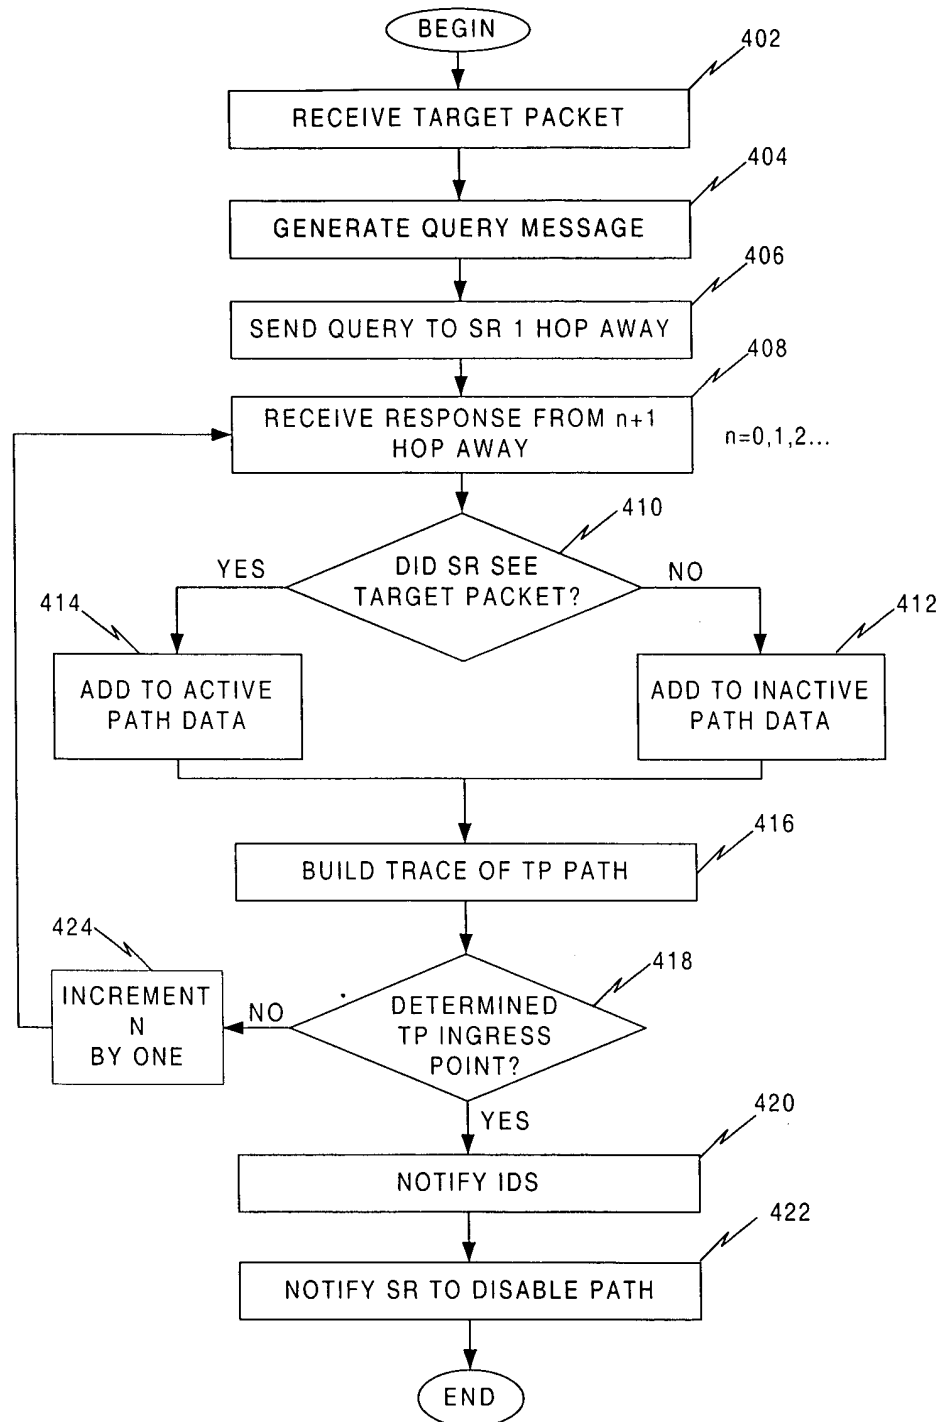 BEGIN
402
RECEIVE TARGET PACKET
404
GENERATE QUERY MESSAGE
406
SEND QUERY TO SR 1 HOP AWAY
408
RECEIVE RESPONSE FROM n+1
HOP AWAY
n=0,1,2...
410
DID SR SEE
TARGET PACKET?
YES
NO
414
412
ADD TO ACTIVE
PATH DATA
ADD TO INACTIVE
PATH DATA
416
BUILD TRACE OF TP PATH
424
418
INCREMENT
N
BY ONE
NO
DETERMINED
TP INGRESS
POINT?
YES
420
NOTIFY IDS
422
NOTIFY SR TO DISABLE PATH
END